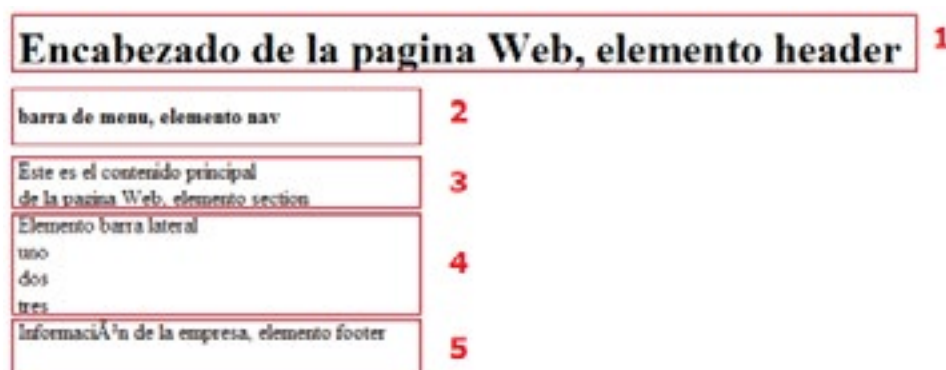 Encabezado de la pagina Web, elemento header 1
barra de menu, elemento nav 2
Este es el contenido principal
de la pagina Web, elemento section
3
Elemento barra lateral
uno
dos
tres
4
InformaciÃ³n de la empresa, elemento footer
5